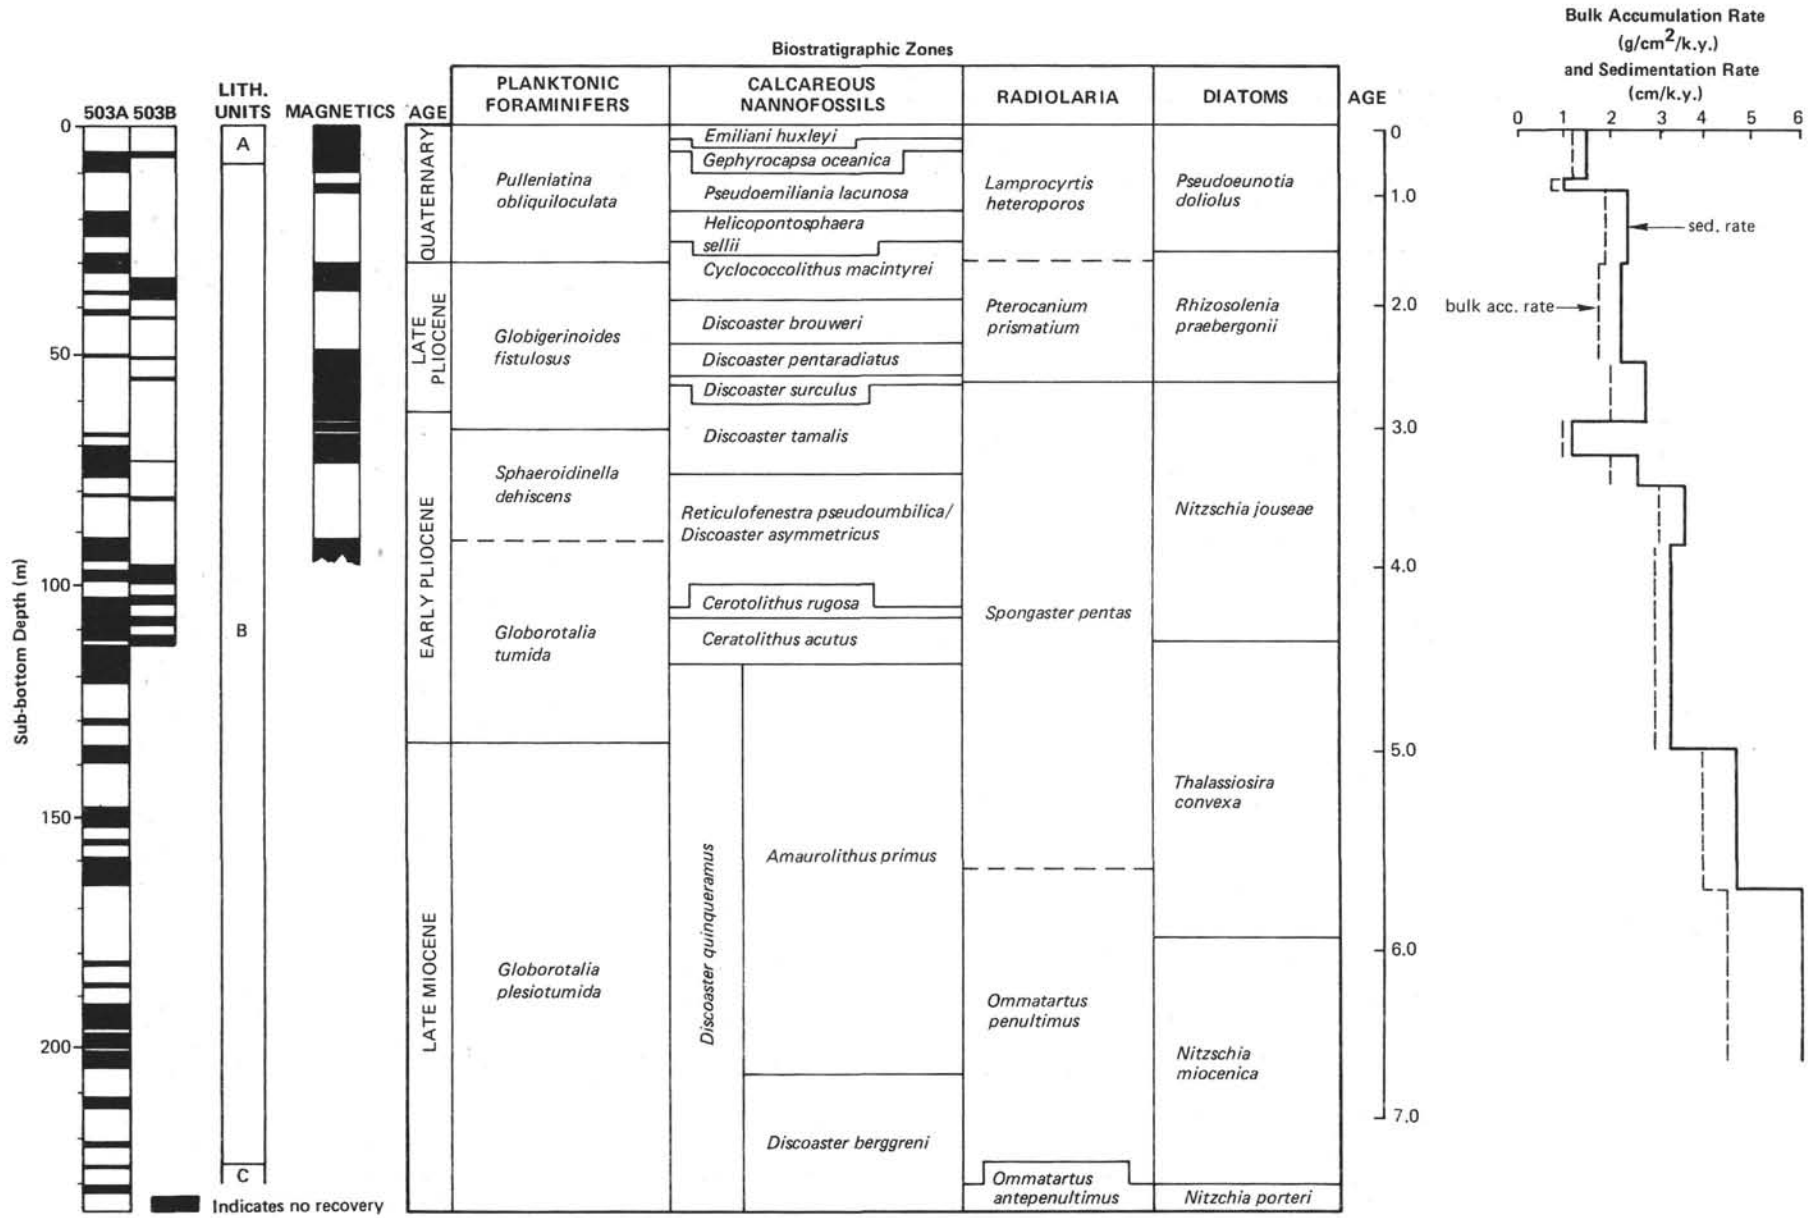 Bulk Accumulation Rate
(g/cm2/k.y.)
and Sedimentation Rate
(cm/k.y.)
Biostratigraphic Zones
503A 503B
LITH.
UNITS
MAGNETICS
AGE
PLANKTONIC
FORAMINIFERS
CALCAREOUS
NANNOFOSSILS
RADIOLARIA
DIATOMS
AGE
0 1 2 3 4 5 6
Sub-bottom Depth (m)
0
50
100
150
200
A
B
C
QUATERNARY
LATE
PLIOCENE
EARLY PLIOCENE
LATE MIOCENE
Pulleniatina
obliquiloculata
Globigerinoides
fistulosus
Sphaeroidinella
dehiscens
Globorotalia
tumida
Globorotalia
plesiotumida
Emiliani huxleyi
Gephyrocapsa oceanica
Pseudoemiliania lacunosa
Helicopontosphaera
sellii
Cyclococcolithus macintyrei
Discoaster brouweri
Discoaster pentaradiatus
Discoaster surculus
Discoaster tamalis
Reticulofenestra pseudoumbilica/
Discoaster asymmetricus
Cerotolithus rugosa
Ceratolithus acutus
Discoaster quinqueramus
Amaurolithus primus
Discoaster berggreni
Lamprocyrtis
heteroporos
Pterocanium
prismatium
Spongaster pentas
Ommatartus
penultimus
Ommatartus
antepenultimus
Pseudoeunotia
doliolus
Rhizosolenia
praebergonii
Nitzschia jouseae
Thalassiosira
convexa
Nitzschia
miocenica
Nitzchia porteri
0
1.0
2.0
3.0
4.0
5.0
6.0
7.0
sed. rate
bulk acc. rate
Indicates no recovery